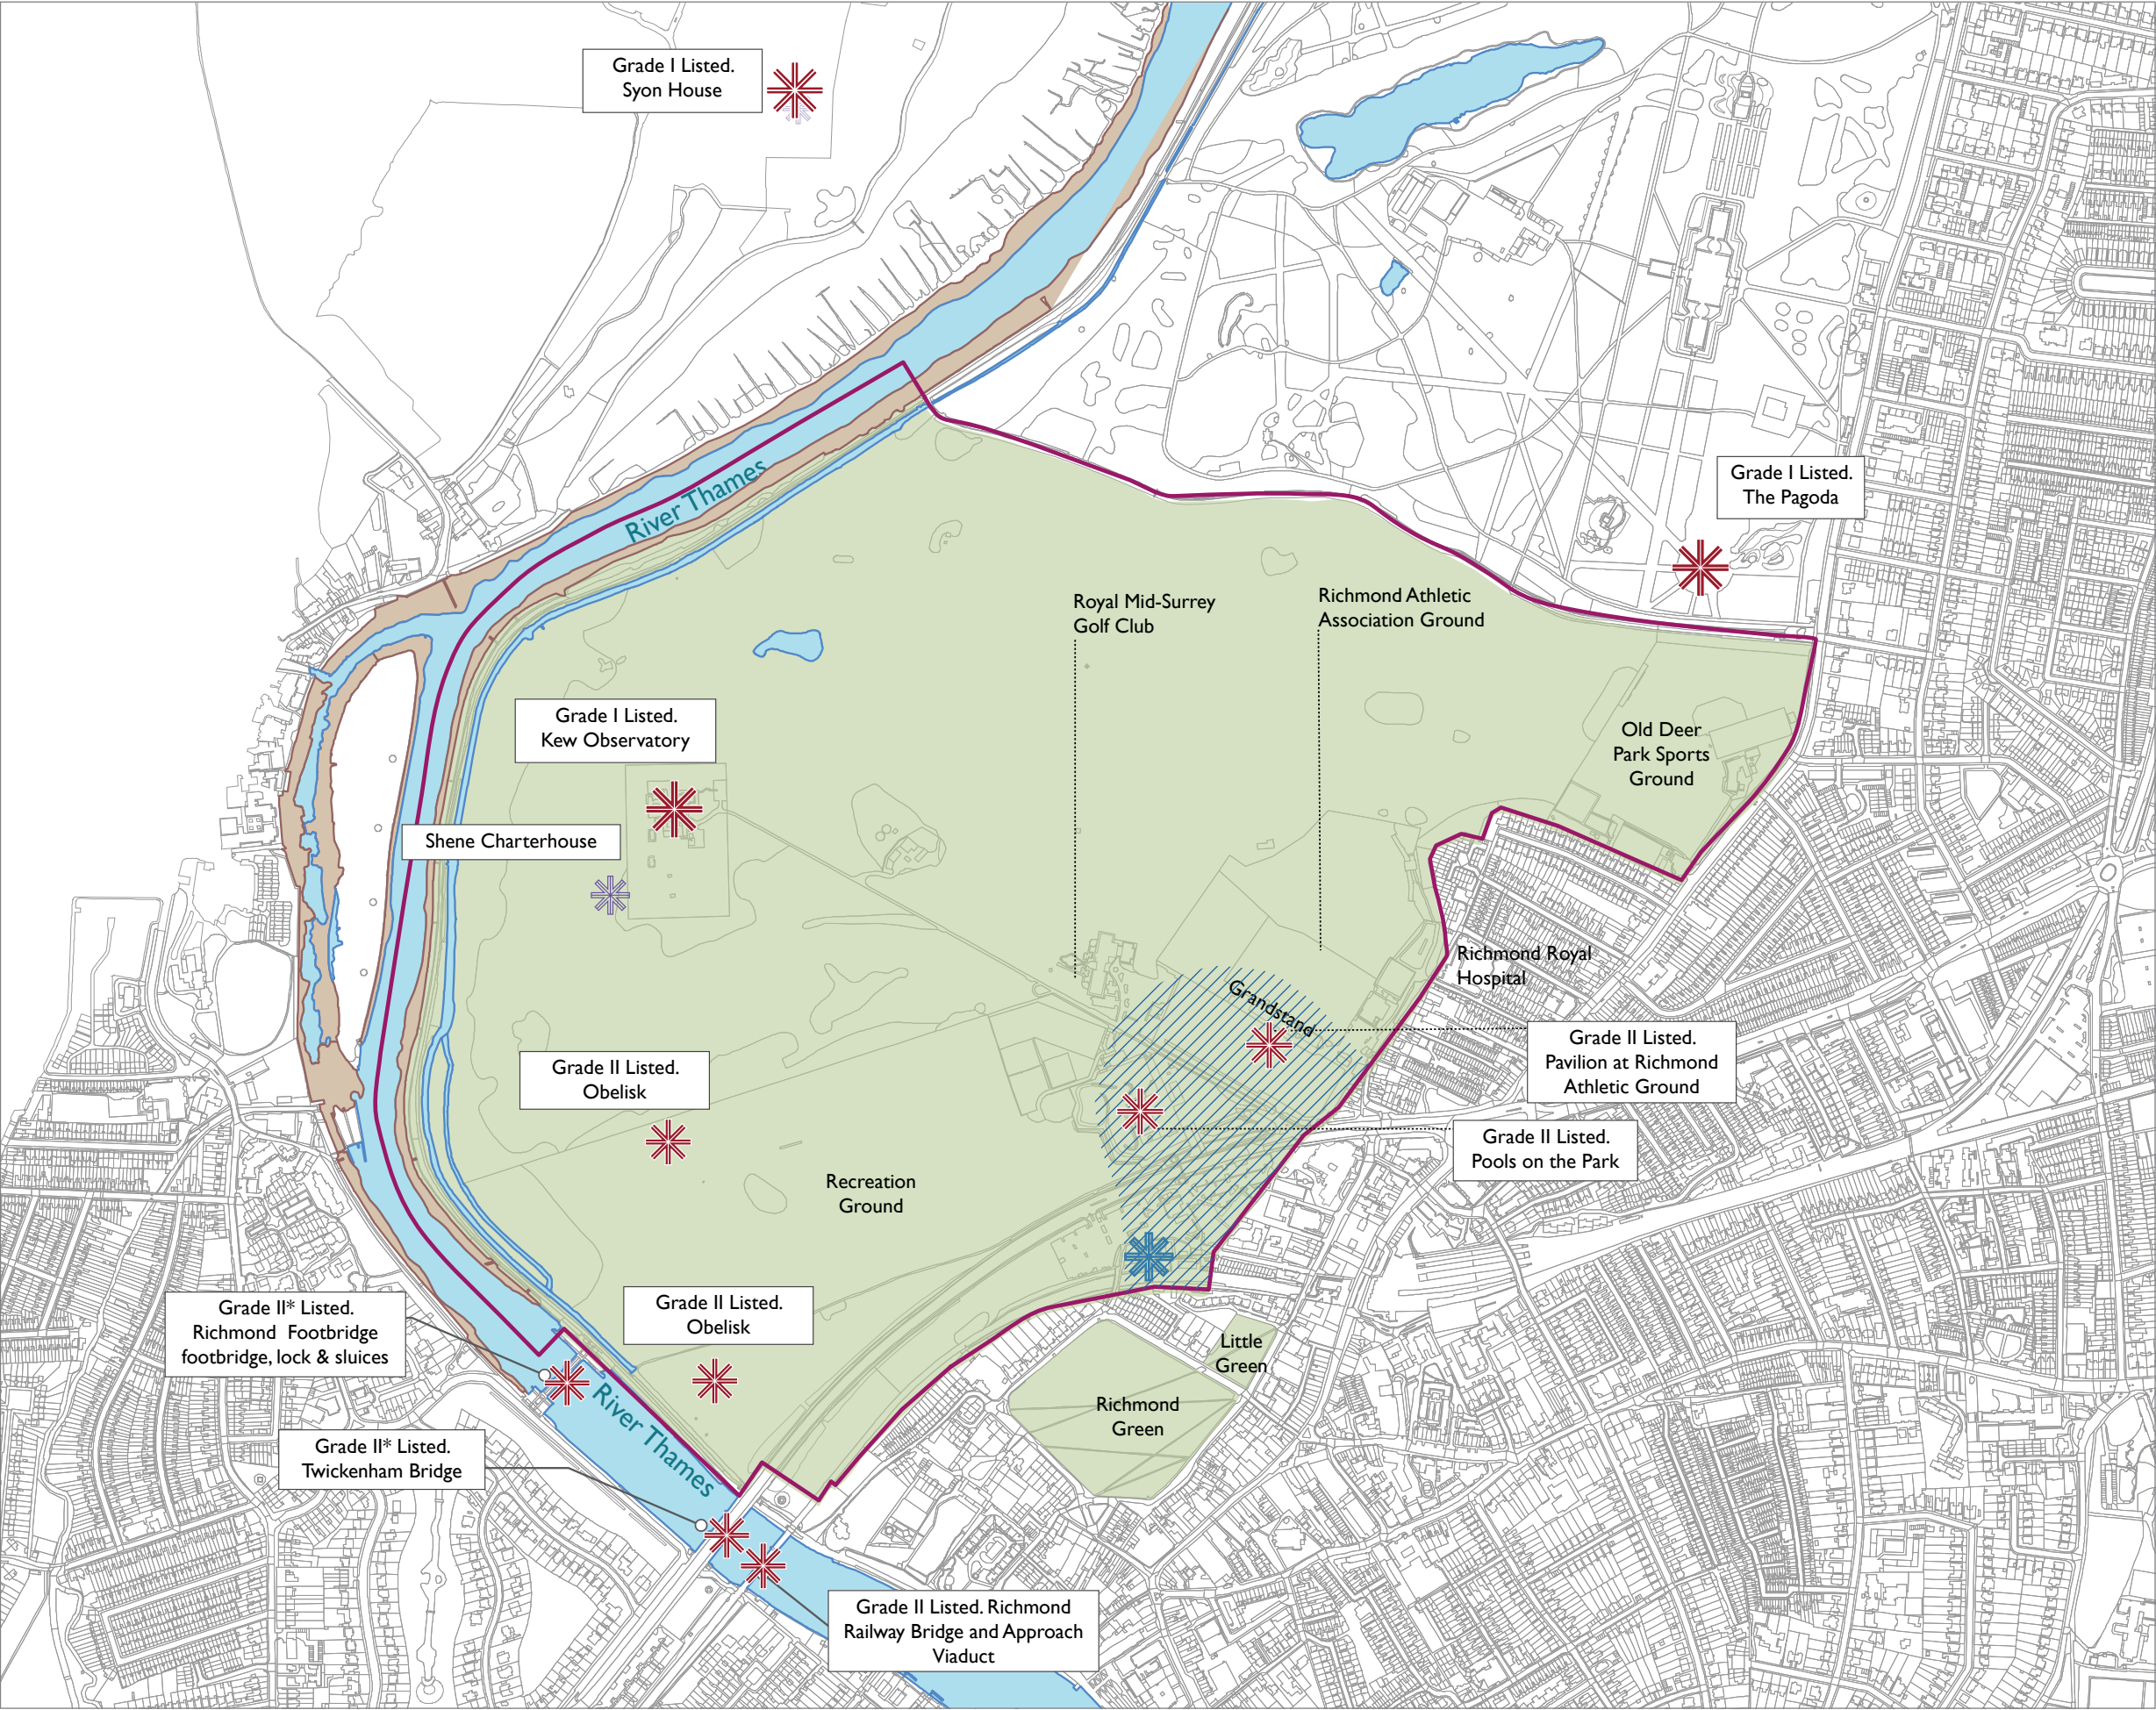 Grade I Listed.
Syon House
Grade I Listed.
The Pagoda
River Thames
Royal Mid-Surrey
Golf Club
Richmond Athletic
Association Ground
Grade I Listed.
Kew Observatory
Old Deer
Park Sports
Ground
Shene Charterhouse
Richmond Royal
Hospital
Grandstand
Grade II Listed.
Pavilion at Richmond
Athletic Ground
Grade II Listed.
Obelisk
Grade II Listed.
Pools on the Park
Recreation
Ground
Grade II Listed.
Obelisk
Grade II* Listed.
Richmond  Footbridge
footbridge, lock & sluices
Little
Green
River Thames
Richmond
Green
Grade II* Listed.
Twickenham Bridge
Grade II Listed. Richmond
Railway Bridge and Approach
Viaduct